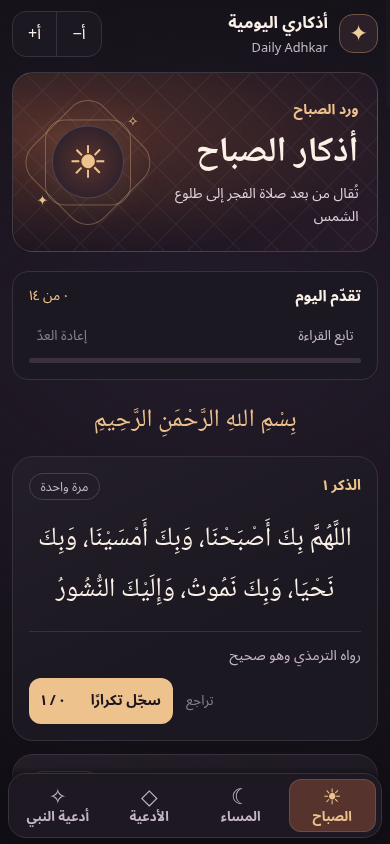 أذكاري اليومية
Daily Adhkar
أ− أ+
ورد الصباح
أذكار الصباح
تُقال من بعد صلاة الفجر إلى طلوع
الشمس
تقدّم اليوم
٠ من ١٤
تابع القراءة
إعادة العدّ
بِسْمِ اللهِ الرَّحْمَنِ الرَّحِيمِ
الذكر ١
مرة واحدة
اللَّهُمَّ بِكَ أَصْبَحْنَا، وَبِكَ أَمْسَيْنَا، وَبِكَ
نَحْيَا، وَبِكَ نَمُوتُ، وَإِلَيْكَ النُّشُورُ
رواه الترمذي وهو صحيح
تراجع
سجّل تكرارًا
٠ / ١
الصباح
المساء
الأدعية
أدعية النبي